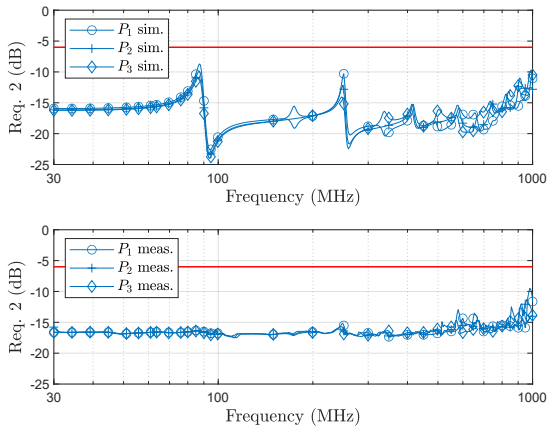 0
-5
-10
-15
-20
-25
30
100
1000
Frequency (MHz)
Req. 2 (dB)
P1 sim.
P2 sim.
P3 sim.
0
-5
-10
-15
-20
-25
30
100
1000
Frequency (MHz)
Req. 2 (dB)
P1 meas.
P2 meas.
P3 meas.